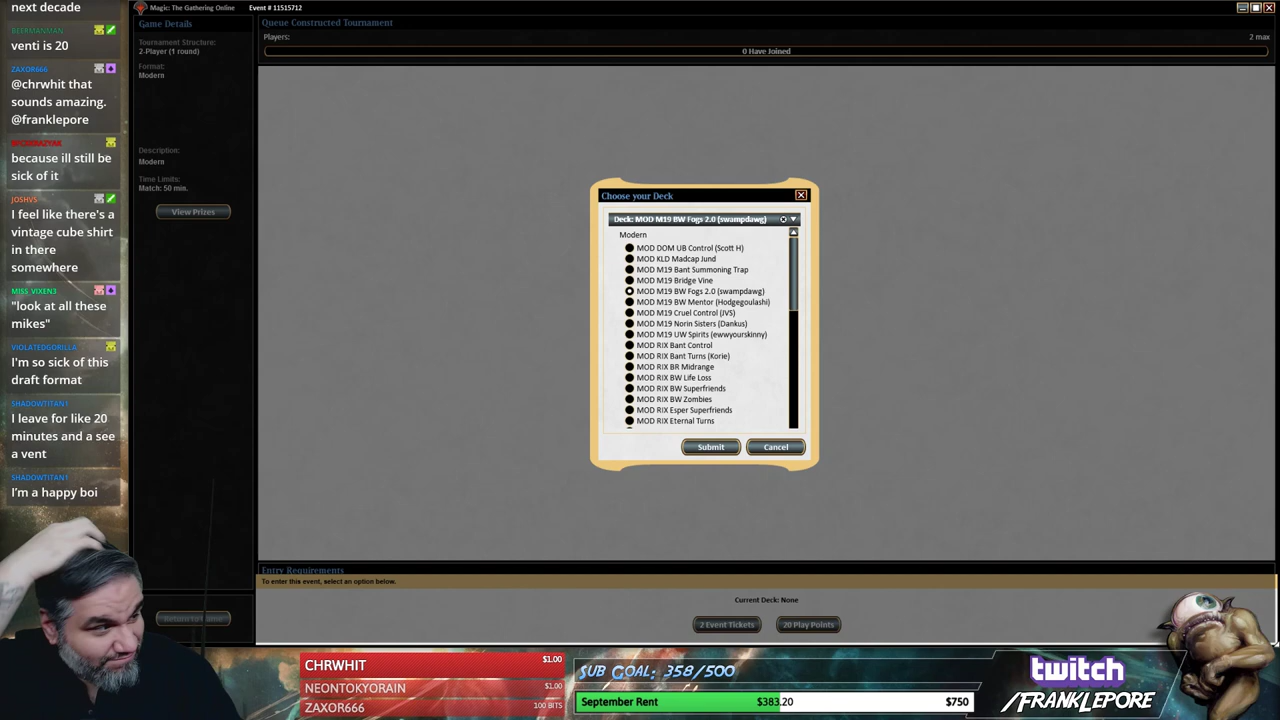 next decade
BEERMANMAN
venti is 20
ZAXOR666
@chrwhit that
sounds amazing.
@franklepore
because ill still be
sick of it
JOSHVS
I feel like there's a
vintage cube shirt
in there
somewhere
MISS_VIXEN3
"look at all these
mikes"
VIOLATEDGORILLA
I'm so sick of this
draft format
SHADOWTITAN1
I leave for like 20
minutes and a see
a vent
SHADOWTITAN1
I'm a happy boi
Magic: The Gathering Online
Event # 11515712
Game Details
Tournament Structure:
2-Player (1 round)
Format:
Modern
Description:
Modern
Time Limits:
Match: 50 min.
View Prizes
Return to Game
Queue Constructed Tournament
Players:
2 max
0 Have Joined
Choose your Deck
Deck: MOD M19 BW Fogs 2.0 (swampdawg)
Modern
MOD DOM UB Control (Scott H)
MOD KLD Madcap Jund
MOD M19 Bant Summoning Trap
MOD M19 Bridge Vine
MOD M19 BW Fogs 2.0 (swampdawg)
MOD M19 BW Mentor (Hodgegoulashi)
MOD M19 Cruel Control (JVS)
MOD M19 Norin Sisters (Dankus)
MOD M19 UW Spirits (ewwyourskinny)
MOD RIX Bant Control
MOD RIX Bant Turns (Korie)
MOD RIX BR Midrange
MOD RIX BW Life Loss
MOD RIX BW Superfriends
MOD RIX BW Zombies
MOD RIX Esper Superfriends
MOD RIX Eternal Turns
Submit
Cancel
Entry Requirements
To enter this event, select an option below.
Current Deck: None
2 Event Tickets
20 Play Points
CHRWHIT
$1.00
NEONTOKYORAIN
$1.00
ZAXOR666
100 BITS
SUB GOAL: 358/500
September Rent
$383.20
$750
twitch
/FRANKLEPORE